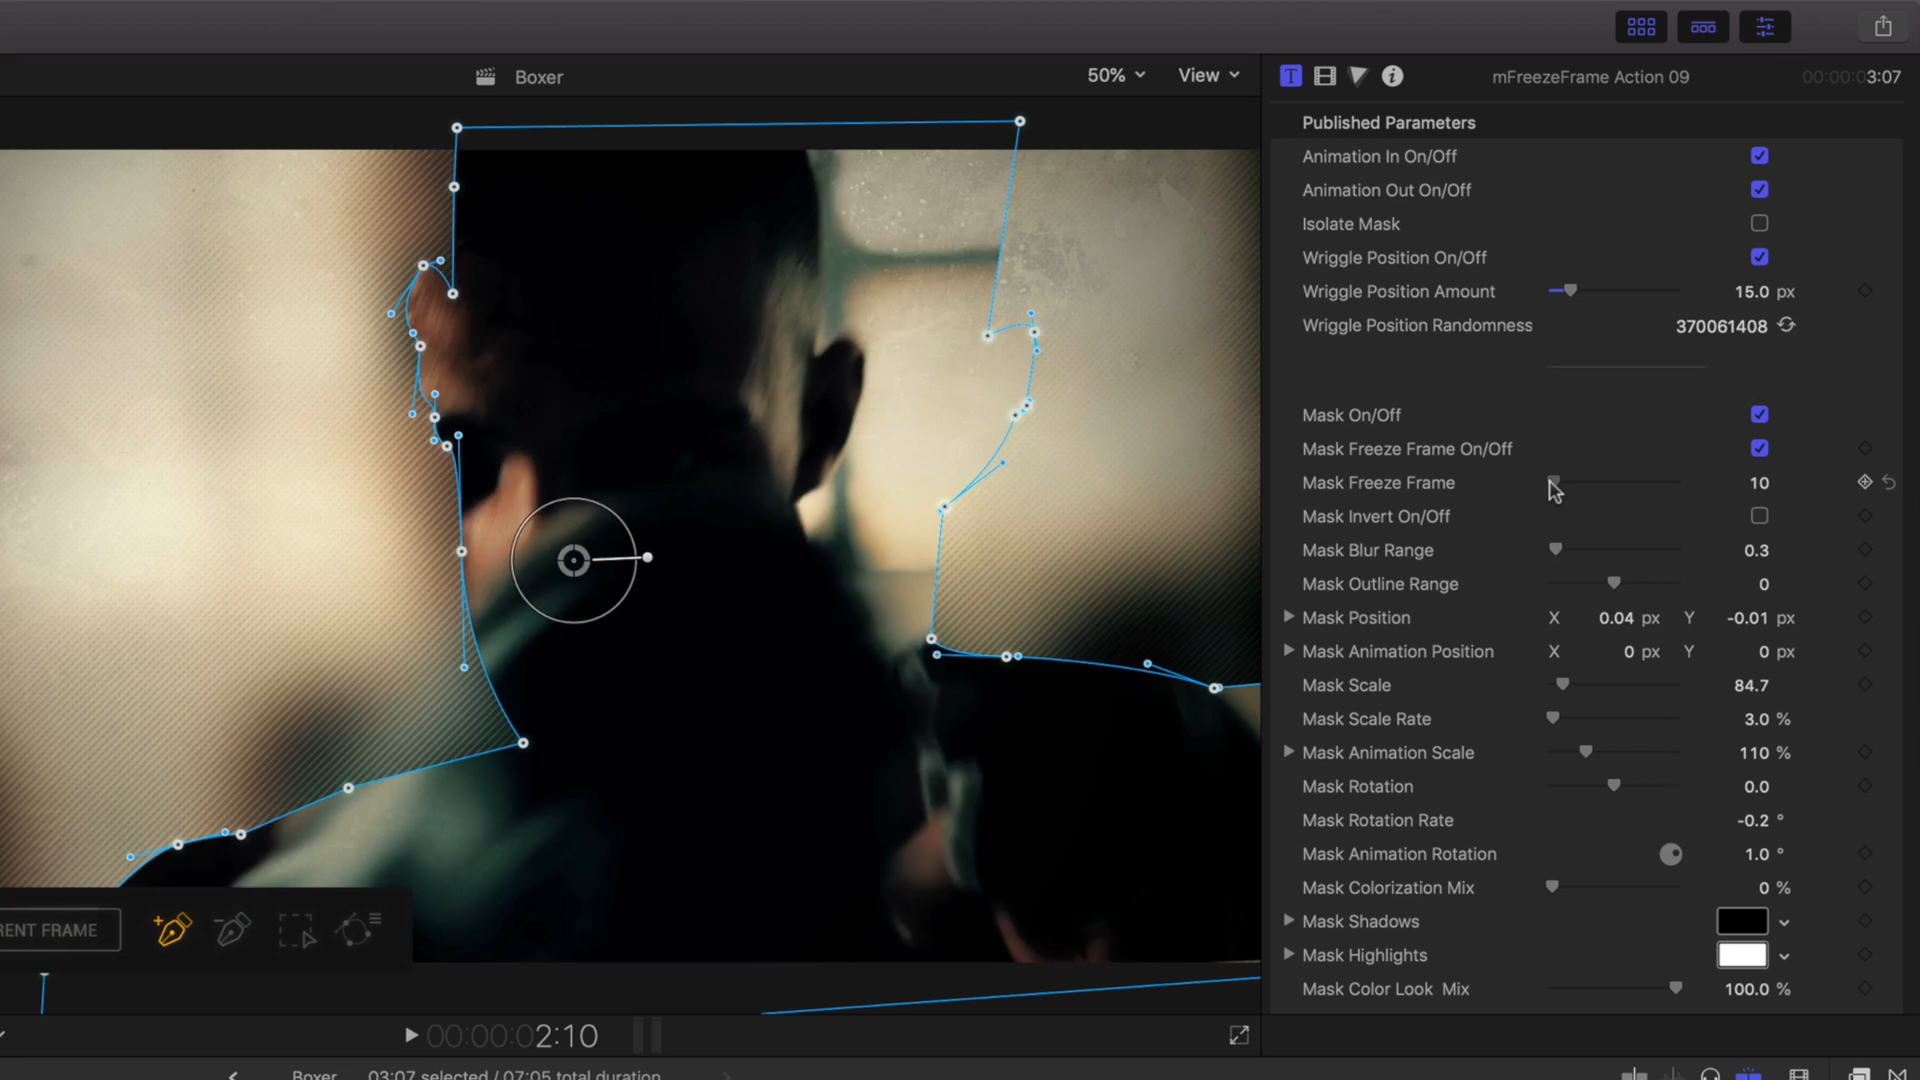 Boxer
50%
View
T
mFreezeFrame Action 09
00:00:03:07
Published Parameters
Animation In On/Off
Animation Out On/Off
Isolate Mask
Wriggle Position On/Off
Wriggle Position Amount 15.0 px
Wriggle Position Randomness 370061408
Mask On/Off
Mask Freeze Frame On/Off
Mask Freeze Frame 10
Mask Invert On/Off
Mask Blur Range 0.3
Mask Outline Range 0
Mask Position X 0.04 px Y -0.01 px
Mask Animation Position X 0 px Y 0 px
Mask Scale 84.7
Mask Scale Rate 3.0 %
Mask Animation Scale 110 %
Mask Rotation 0.0
Mask Rotation Rate -0.2 °
Mask Animation Rotation 1.0 °
Mask Colorization Mix 0 %
Mask Shadows
Mask Highlights
Mask Color Look Mix 100.0 %
RENT FRAME
00:00:02:10
Boxer 03:07 selected / 07:05 total duration